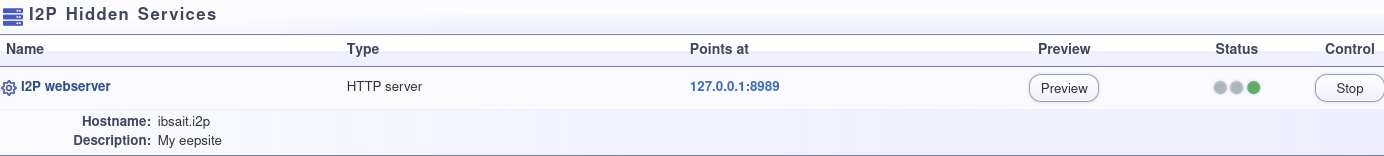 I2P Hidden Services
Name Type Points at Preview Status Control
I2P webserver HTTP server 127.0.0.1:8989 Preview Stop
Hostname: ibsait.i2p
Description: My eepsite